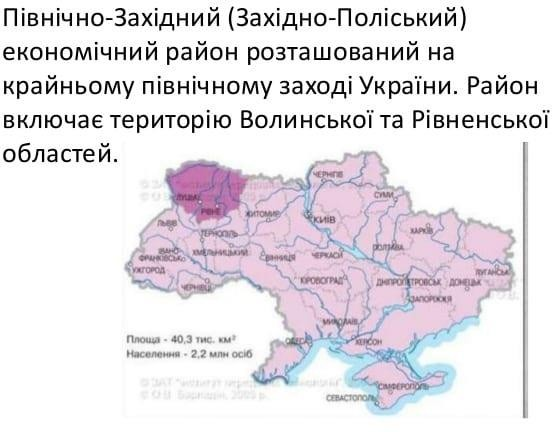 Північно-Західний (Західно-Поліський)
економічний район розташований на
крайньому північному заході України. Район
включає територію Волинської та Рівненської
областей.
ЧЕРНІГІВ
ЛУЦЬК
СУМИ
РІВНЕ
ЖИТОМИР
КИЇВ
ЛЬВІВ
ХАРКІВ
ТЕРНОПІЛЬ
ПОЛТАВА
ІВАНО-
ФРАНКІВСЬК
ХМЕЛЬНИЦЬКИЙ
ВІННИЦЯ
ЧЕРКАСИ
УЖГОРОД
ЛУГАНСЬК
КІРОВОГРАД
ДНІПРОПЕТРОВСЬК
ДОНЕЦЬК
ЧЕРНІВЦІ
ЗАПОРІЖЖЯ
МИКОЛАЇВ
Площа - 40,3 тис. км²
ОДЕСА
ХЕРСОН
Населення - 2,2 млн осіб
СІМФЕРОПОЛЬ
СЕВАСТОПОЛЬ